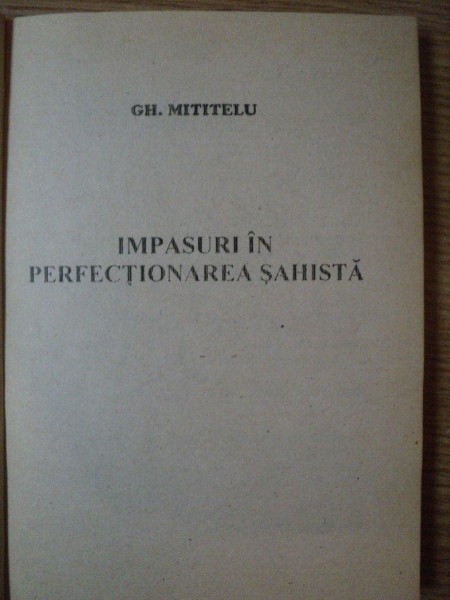 GH. MITITELU
IMPASURI ÎN
PERFECȚIONAREA ȘAHISTĂ